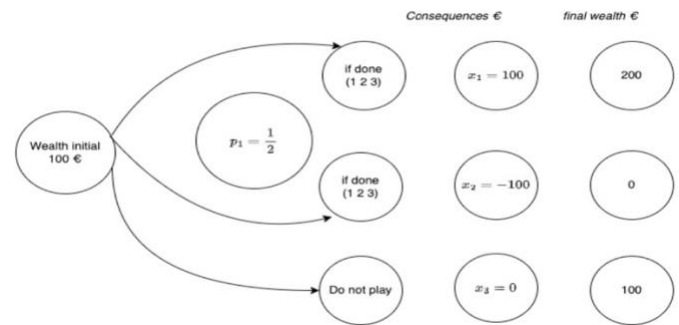 Consequences € final wealth €
if done
(1 2 3)
x₁ = 100
200
Wealth initial
100 €
p₁ = 1/2
if done
(1 2 3)
x₂ = −100
0
Do not play
x₃ = 0
100